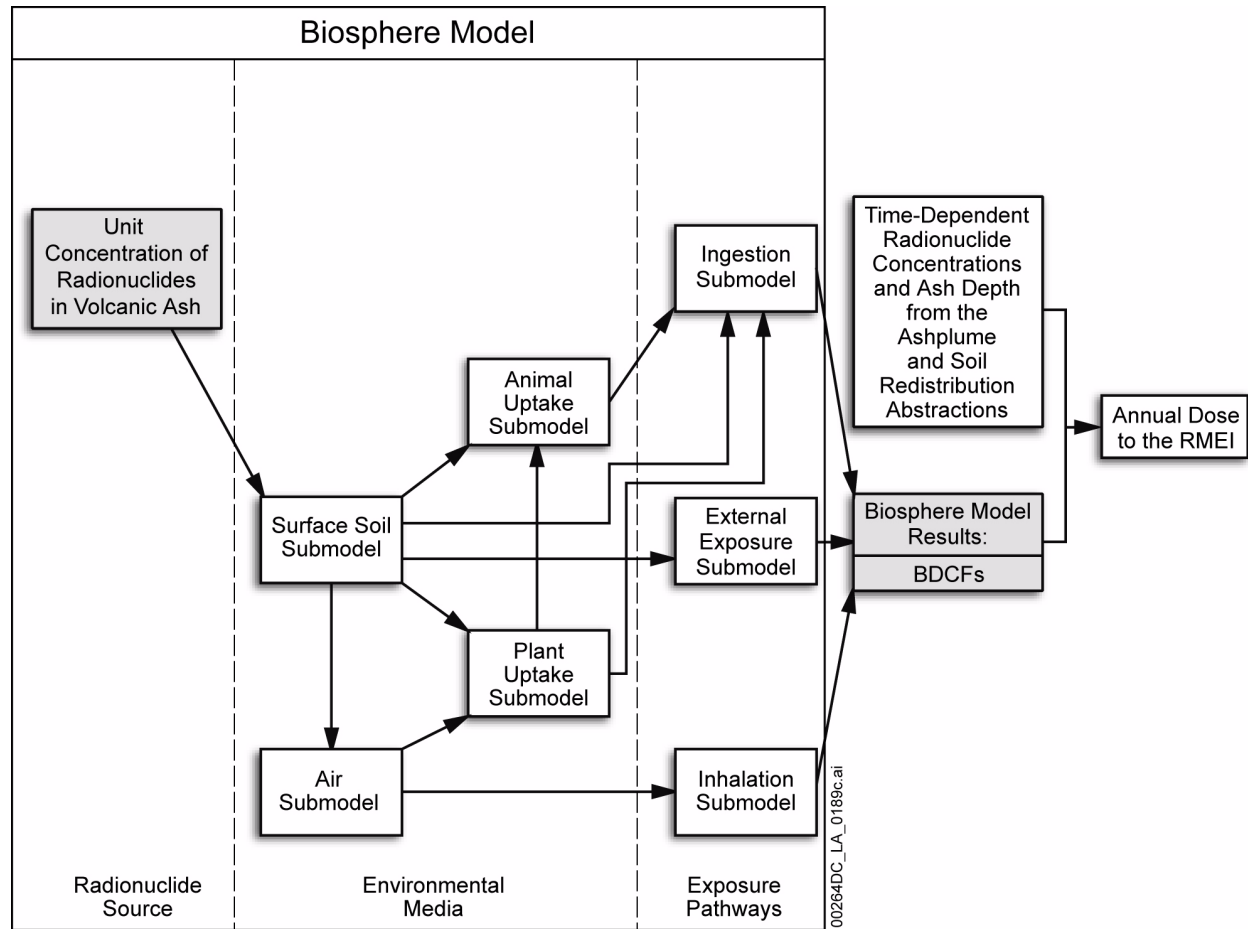 Biosphere Model
Unit
Concentration of
Radionuclides
in Volcanic Ash
Surface Soil
Submodel
Air
Submodel
Animal
Uptake
Submodel
Plant
Uptake
Submodel
Ingestion
Submodel
External
Exposure
Submodel
Inhalation
Submodel
Time-Dependent
Radionuclide
Concentrations
and Ash Depth
from the
Ashplume
and Soil
Redistribution
Abstractions
Biosphere Model
Results:
BDCFs
Annual Dose
to the RMEI
Radionuclide
Source
Environmental
Media
Exposure
Pathways
00264DC_LA_0189c.ai